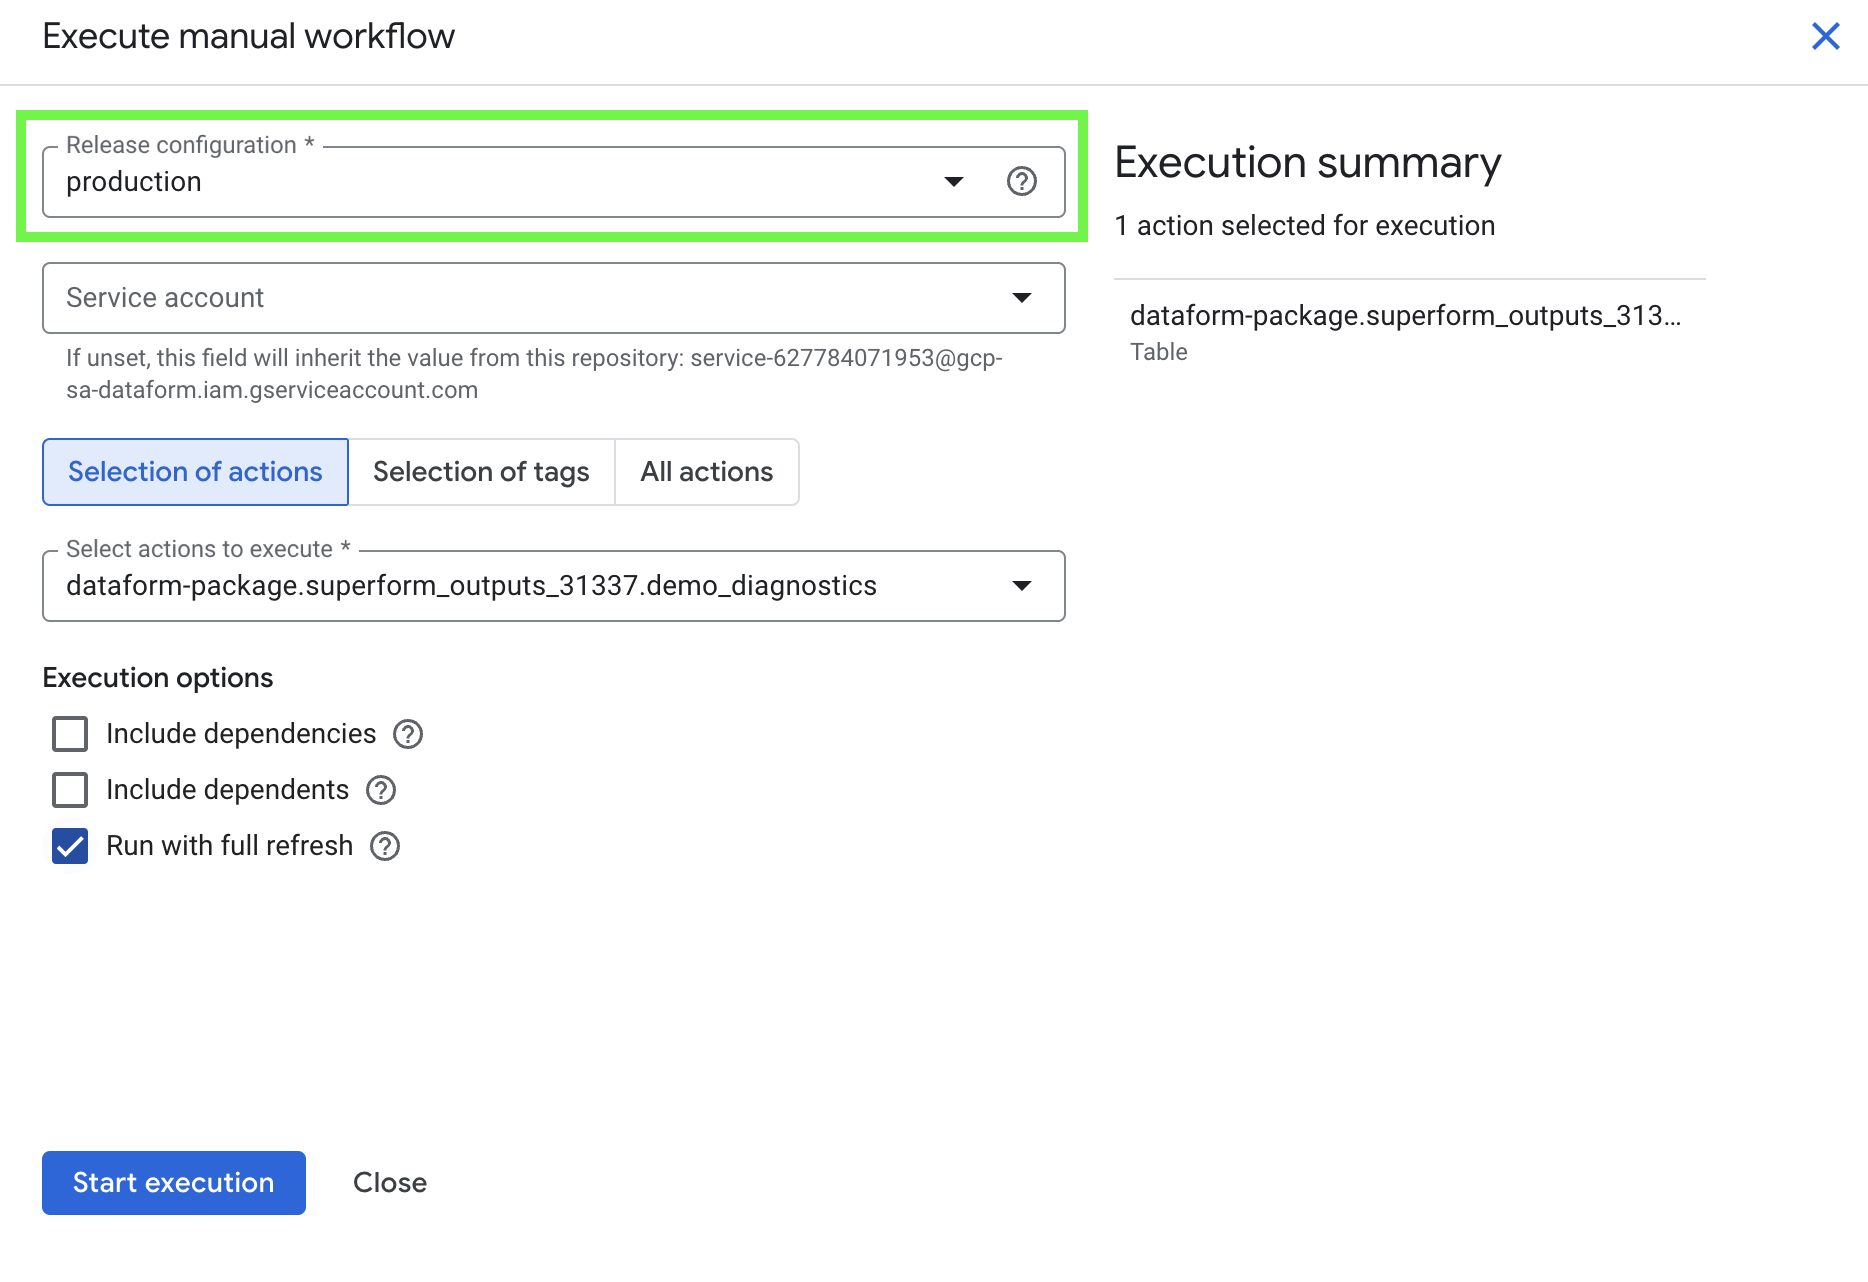 Execute manual workflow
Release configuration *
production
Service account
If unset, this field will inherit the value from this repository: service-627784071953@gcp-
sa-dataform.iam.gserviceaccount.com
Selection of actions
Selection of tags
All actions
Select actions to execute *
dataform-package.superform_outputs_31337.demo_diagnostics
Execution options
Include dependencies
Include dependents
Run with full refresh
Start execution
Close
Execution summary
1 action selected for execution
dataform-package.superform_outputs_313...
Table